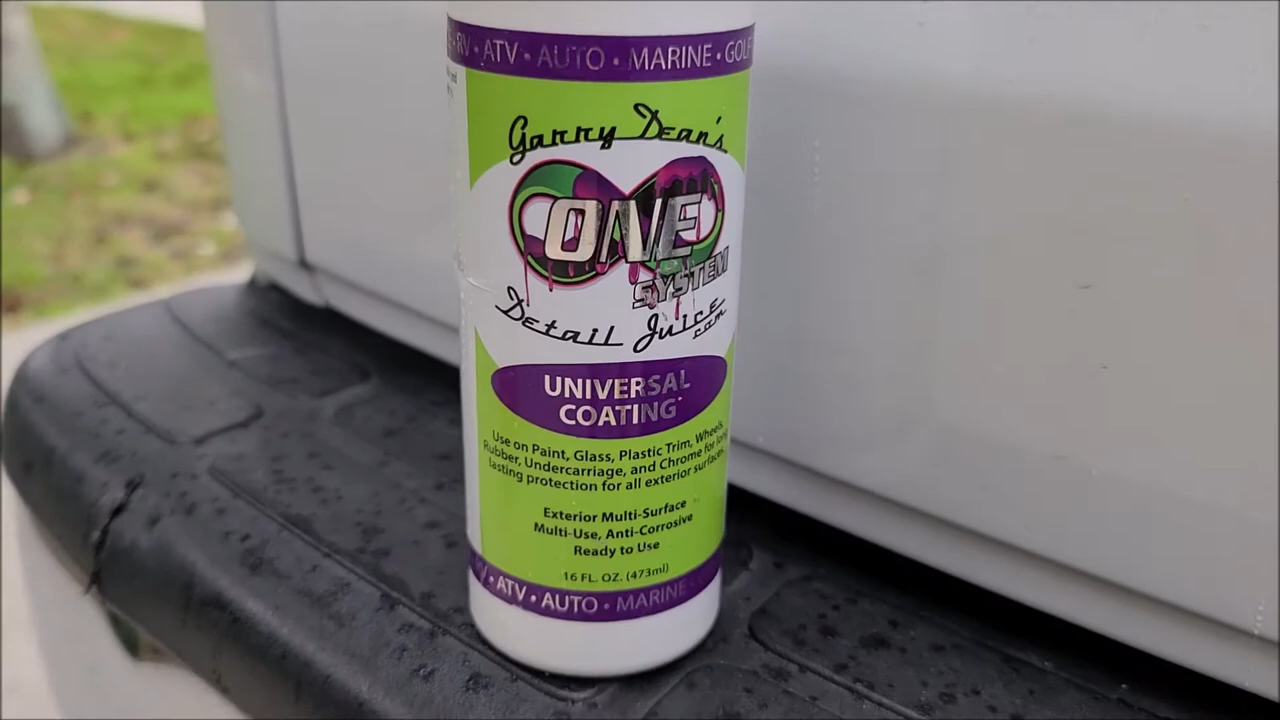 RV • ATV • AUTO • MARINE • GOLF
Garry Dean's
ONE
SYSTEM
Detail Juice
.com
UNIVERSAL
COATING
Use on Paint, Glass, Plastic Trim, Wheels
Rubber, Undercarriage, and Chrome for long
lasting protection for all exterior surfaces.
Exterior Multi-Surface
Multi-Use, Anti-Corrosive
Ready to Use
16 FL. OZ. (473ml)
RV • ATV • AUTO • MARINE